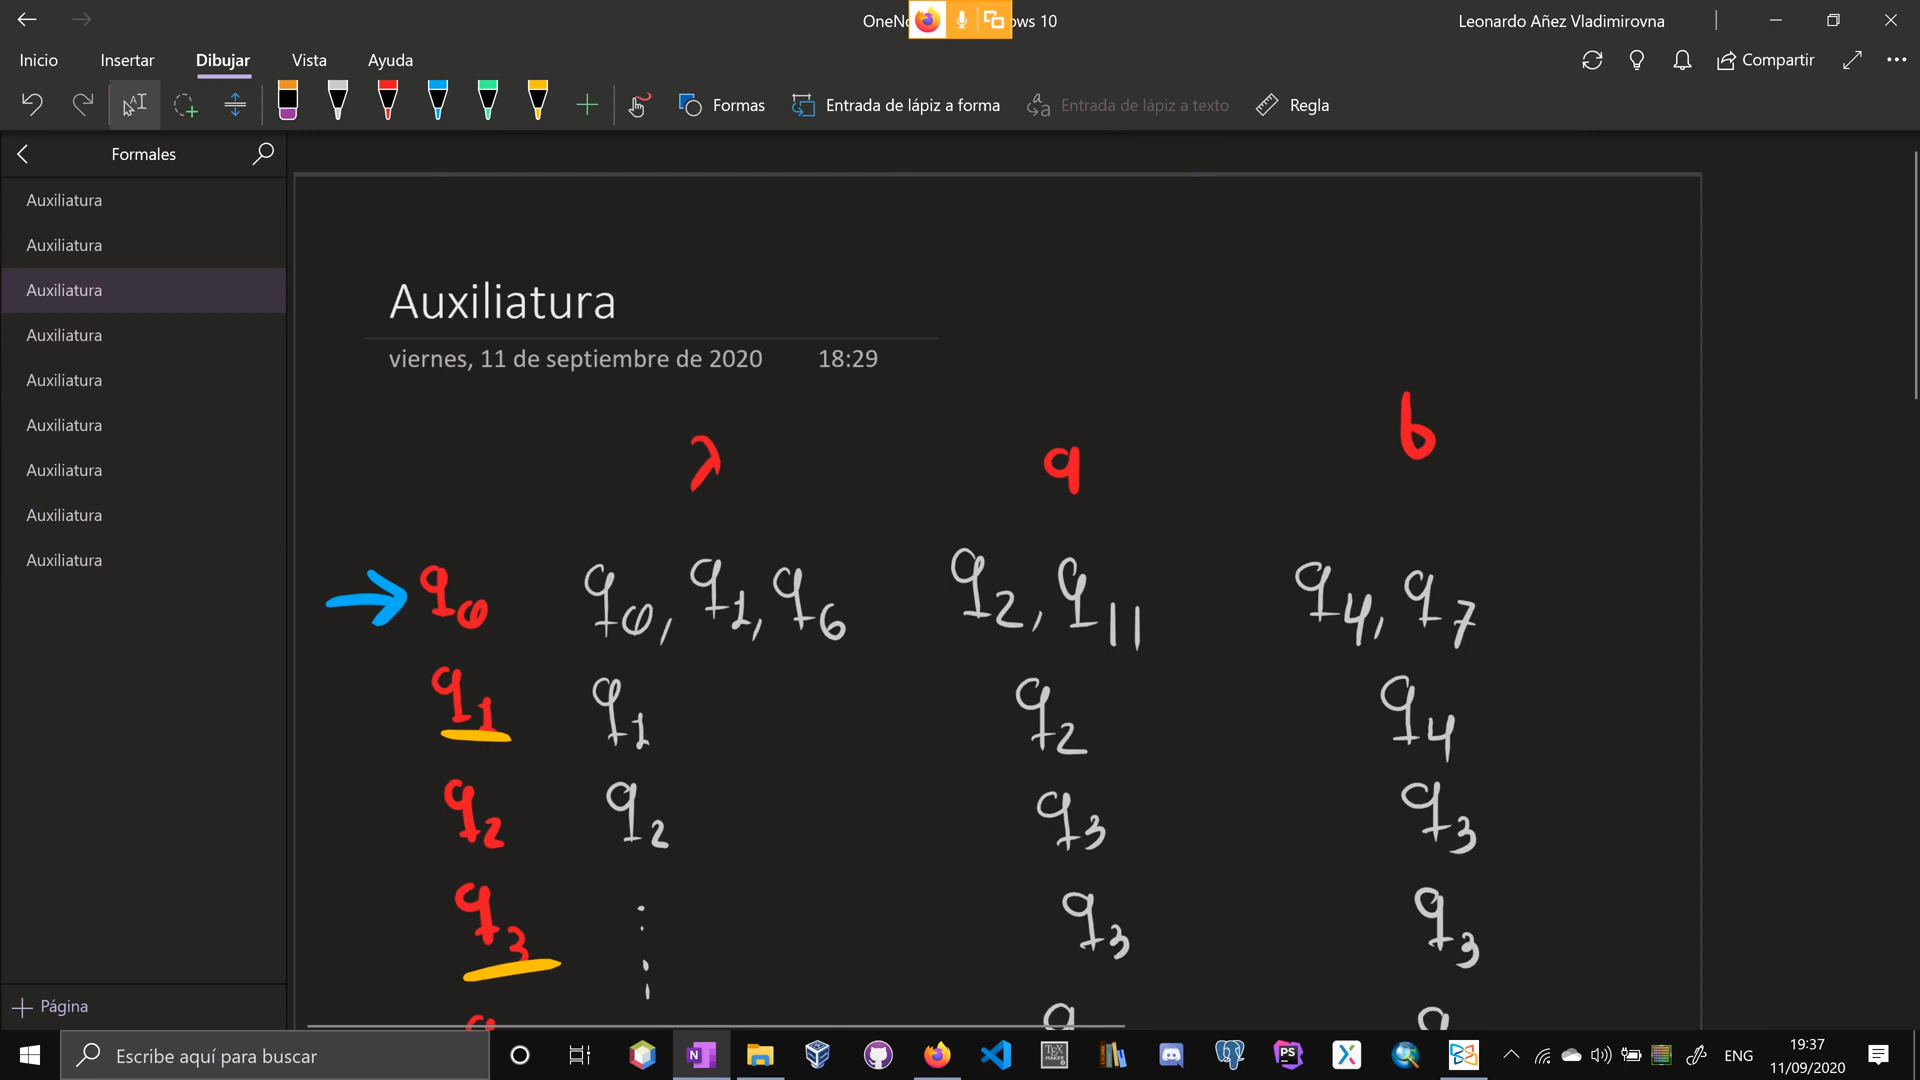 OneNo ows 10 Leonardo Añez Vladimirovna
Inicio Insertar Dibujar Vista Ayuda Compartir
Formas Entrada de lápiz a forma Entrada de lápiz a texto Regla
Formales
Auxiliatura
Auxiliatura
Auxiliatura
Auxiliatura
Auxiliatura
Auxiliatura
Auxiliatura
Auxiliatura
Auxiliatura
Auxiliatura
viernes, 11 de septiembre de 2020 18:29
λ a b
→ q0 q0, q1, q6 q2, q11 q4, q7
q1 q1 q2 q4
q2 q2 q3 q3
q3 ⋮ q3 q3
Página
Escribe aquí para buscar
ENG
19:37
11/09/2020